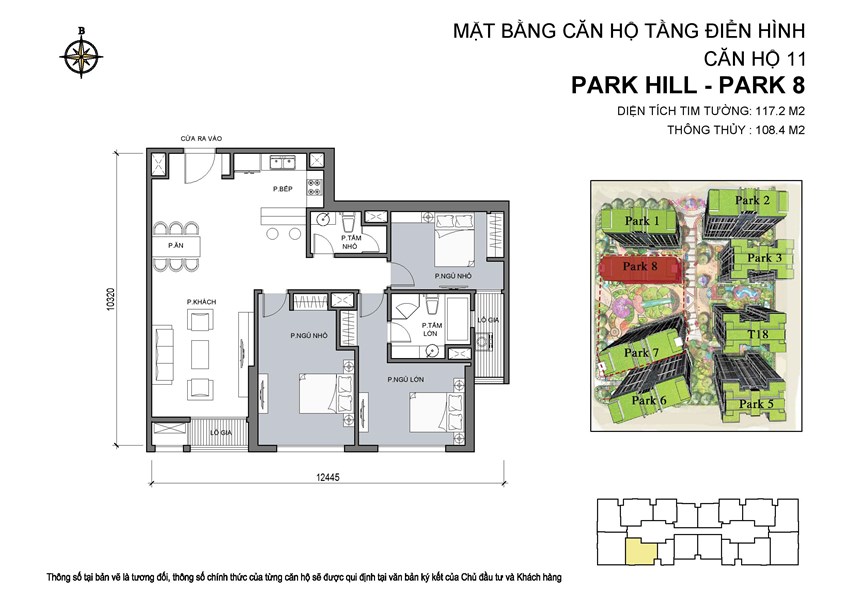 B
MẶT BẰNG CĂN HỘ TẦNG ĐIỂN HÌNH
CĂN HỘ 11
PARK HILL - PARK 8
DIỆN TÍCH TIM TƯỜNG: 117.2 M2
THÔNG THỦY : 108.4 M2
CỬA RA VÀO
P.BẾP
P.TẮM
NHỎ
P.ĂN
P.NGỦ NHỎ
P.KHÁCH
10320
P.NGỦ NHỎ
P.TẮM
LỚN
LÔ GIA
P.NGỦ LỚN
LÔ GIA
12445
Park 1
Park 2
Park 8
Park 3
T18
Park 7
Park 6
Park 5
Thông số tại bản vẽ là tương đối, thông số chính thức của từng căn hộ sẽ được qui định tại văn bản ký kết của Chủ đầu tư và Khách hàng